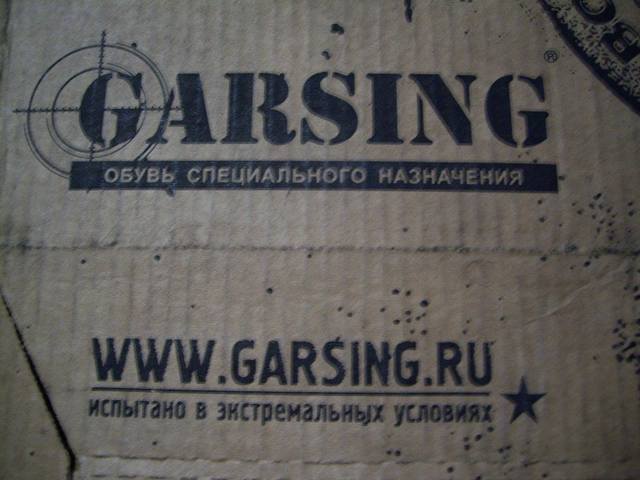 GARSING®
ОБУВЬ СПЕЦИАЛЬНОГО НАЗНАЧЕНИЯ
WWW.GARSING.RU
испытано в экстремальных условиях